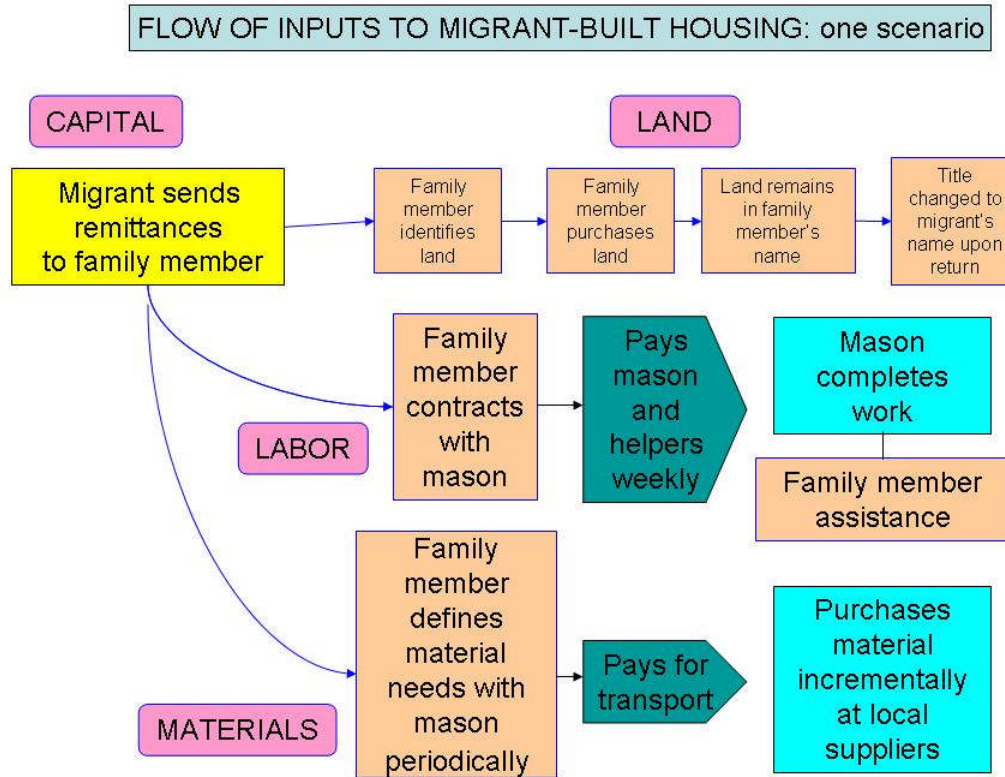 FLOW OF INPUTS TO MIGRANT-BUILT HOUSING: one scenario
CAPITAL
LAND
Migrant sends
remittances
to family member
Family
member
identifies
land
Family
member
purchases
land
Land remains
in family
member's
name
Title
changed to
migrant's
name upon
return
LABOR
Family
member
contracts
with
mason
Pays
mason
and
helpers
weekly
Mason
completes
work
Family member
assistance
MATERIALS
Family
member
defines
material
needs with
mason
periodically
Pays for
transport
Purchases
material
incrementally
at local
suppliers